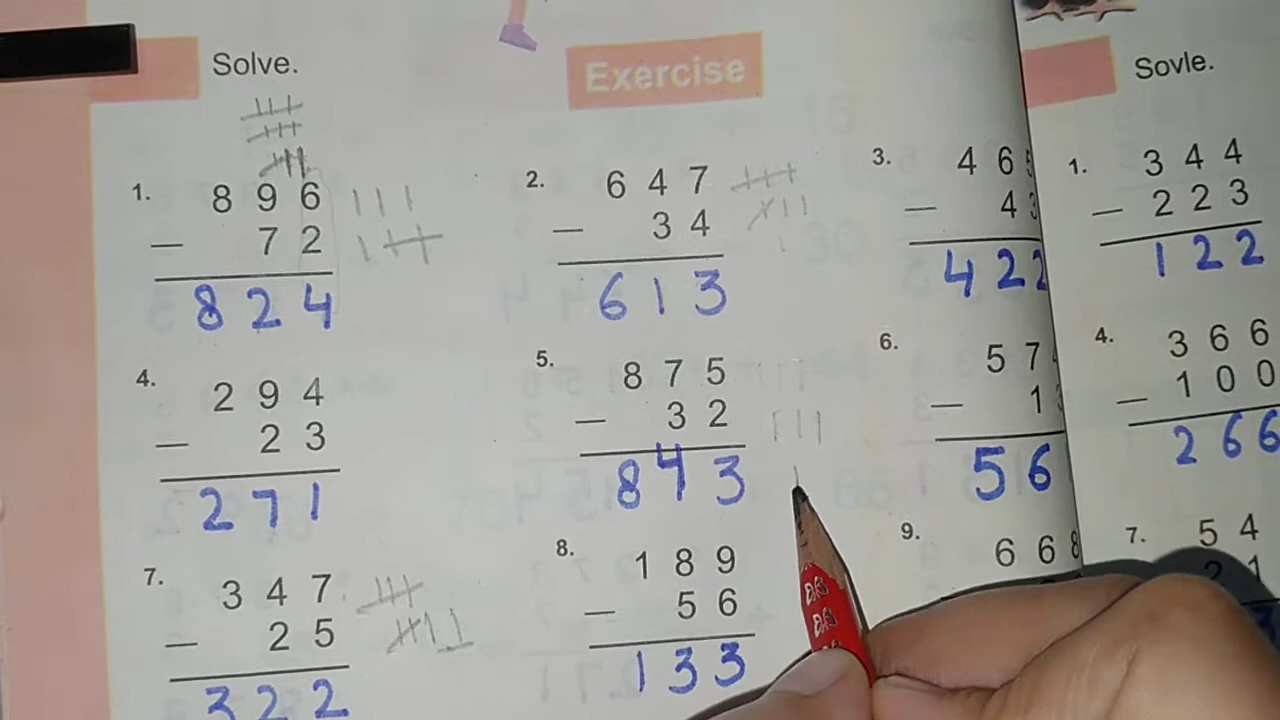 Solve.
Exercise
1.
8 9 6
— 7 2
8 2 4
2.
6 4 7
— 3 4
6 1 3
3.
4 6 5
— 4 3
4 2 2
4.
2 9 4
— 2 3
2 7 1
5.
8 7 5
— 3 2
8 4 3
6.
5 7
— 1
5 6
7.
3 4 7
— 2 5
3 2 2
8.
1 8 9
— 5 6
1 3 3
9.
6 6 8
Sovle.
1.
3 4 4
— 2 2 3
1 2 2
4.
3 6 6
— 1 0 0
2 6 6
7.
5 4
2 1